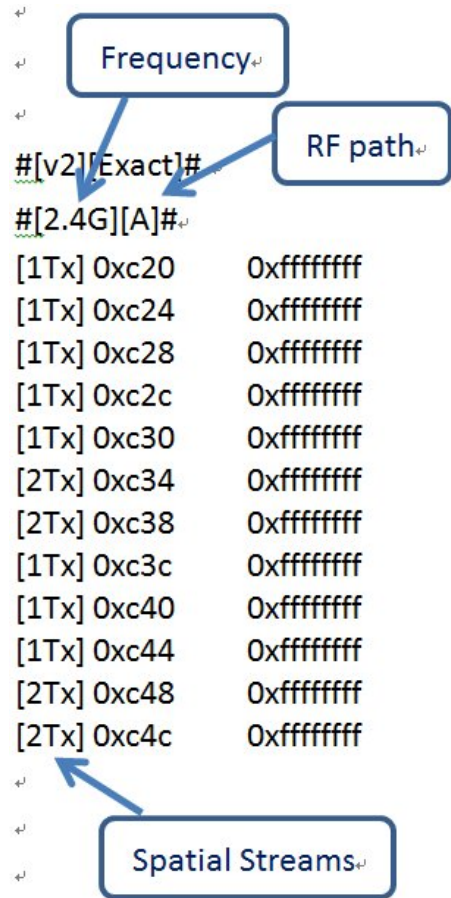 Frequency
RF path
#[v2][Exact]#
#[2.4G][A]#
[1Tx] 0xc20 0xffffffff
[1Tx] 0xc24 0xffffffff
[1Tx] 0xc28 0xffffffff
[1Tx] 0xc2c 0xffffffff
[1Tx] 0xc30 0xffffffff
[2Tx] 0xc34 0xffffffff
[2Tx] 0xc38 0xffffffff
[1Tx] 0xc3c 0xffffffff
[1Tx] 0xc40 0xffffffff
[1Tx] 0xc44 0xffffffff
[2Tx] 0xc48 0xffffffff
[2Tx] 0xc4c 0xffffffff
Spatial Streams